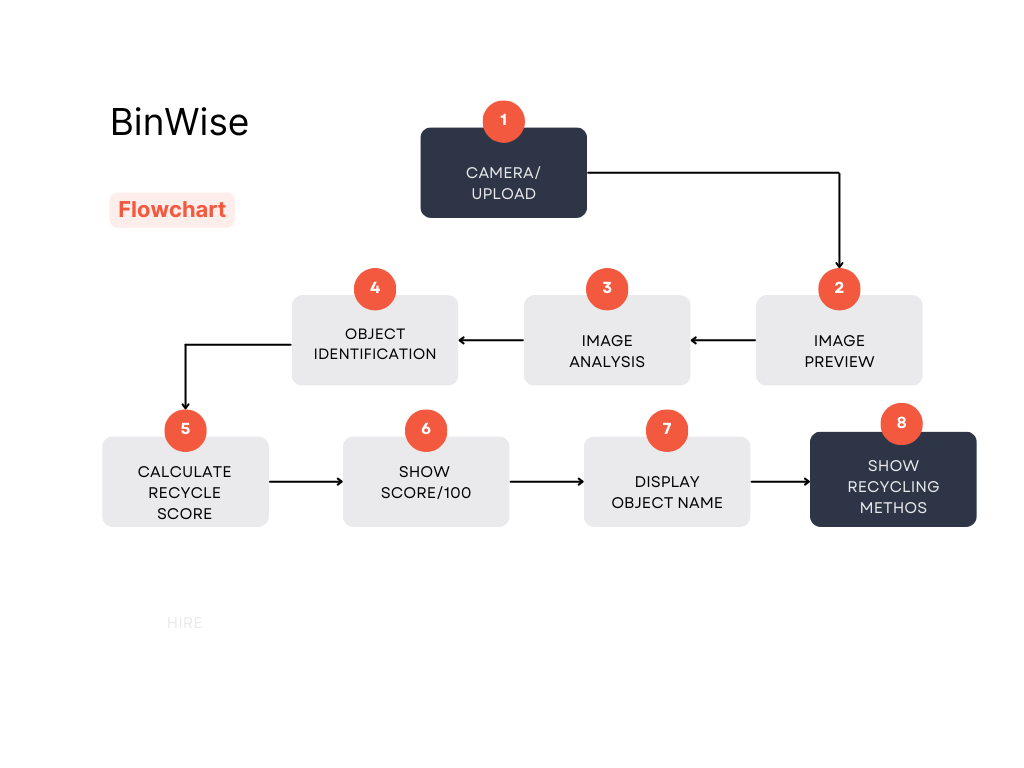 BinWise
Flowchart
1
CAMERA/
UPLOAD
2
IMAGE
PREVIEW
3
IMAGE
ANALYSIS
4
OBJECT
IDENTIFICATION
5
CALCULATE
RECYCLE
SCORE
6
SHOW
SCORE/100
7
DISPLAY
OBJECT NAME
8
SHOW
RECYCLING
METHOS
HIRE